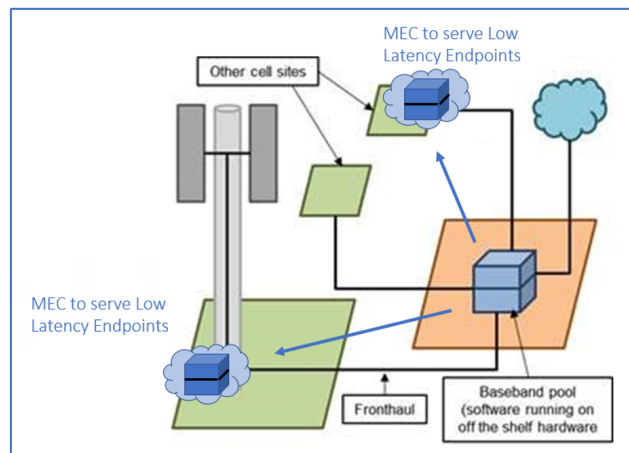 MEC to serve Low
Latency Endpoints
Other cell sites
MEC to serve Low
Latency Endpoints
Fronthaul
Baseband pool
(software running on
off the shelf hardware